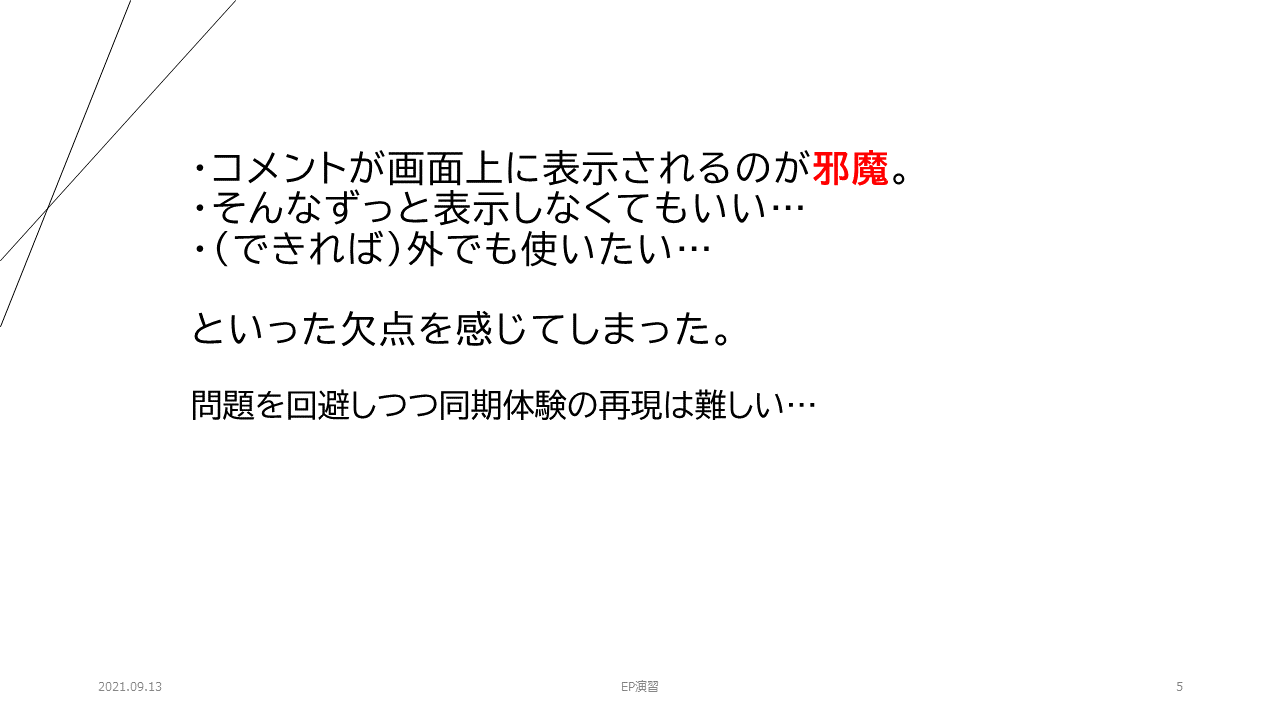 ・コメントが画面上に表示されるのが邪魔。
・そんなずっと表示しなくてもいい…
・（できれば）外でも使いたい…
といった欠点を感じてしまった。
問題を回避しつつ同期体験の再現は難しい…
2021.09.13
EP演習
5